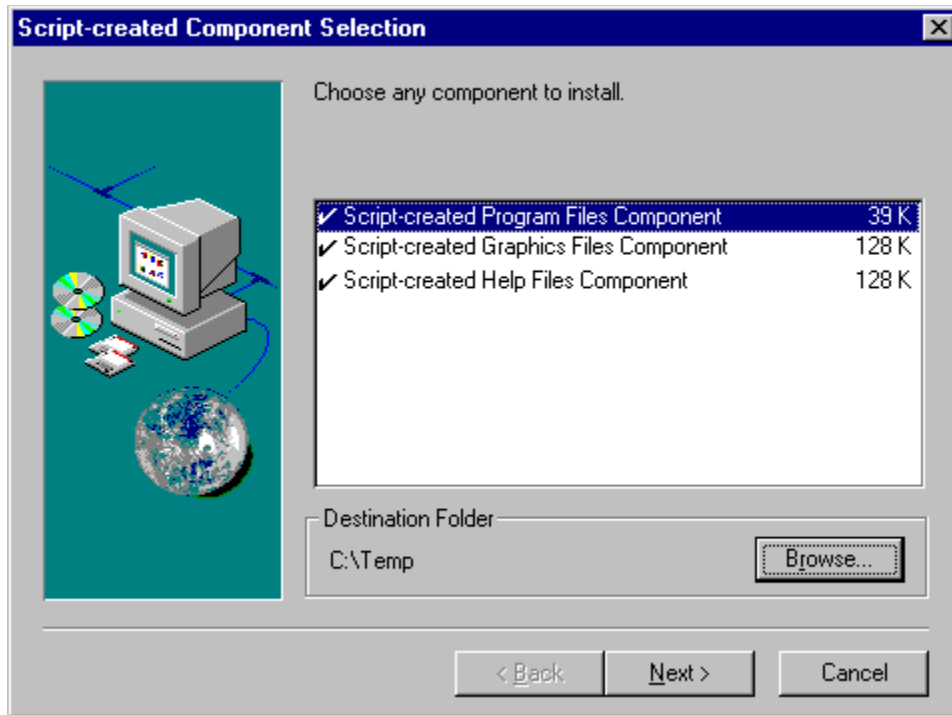 Script-created Component Selection
Choose any component to install.
Script-created Program Files Component 39 K
Script-created Graphics Files Component 128 K
Script-created Help Files Component 128 K
Destination Folder
C:\Temp
Browse...
< Back
Next >
Cancel